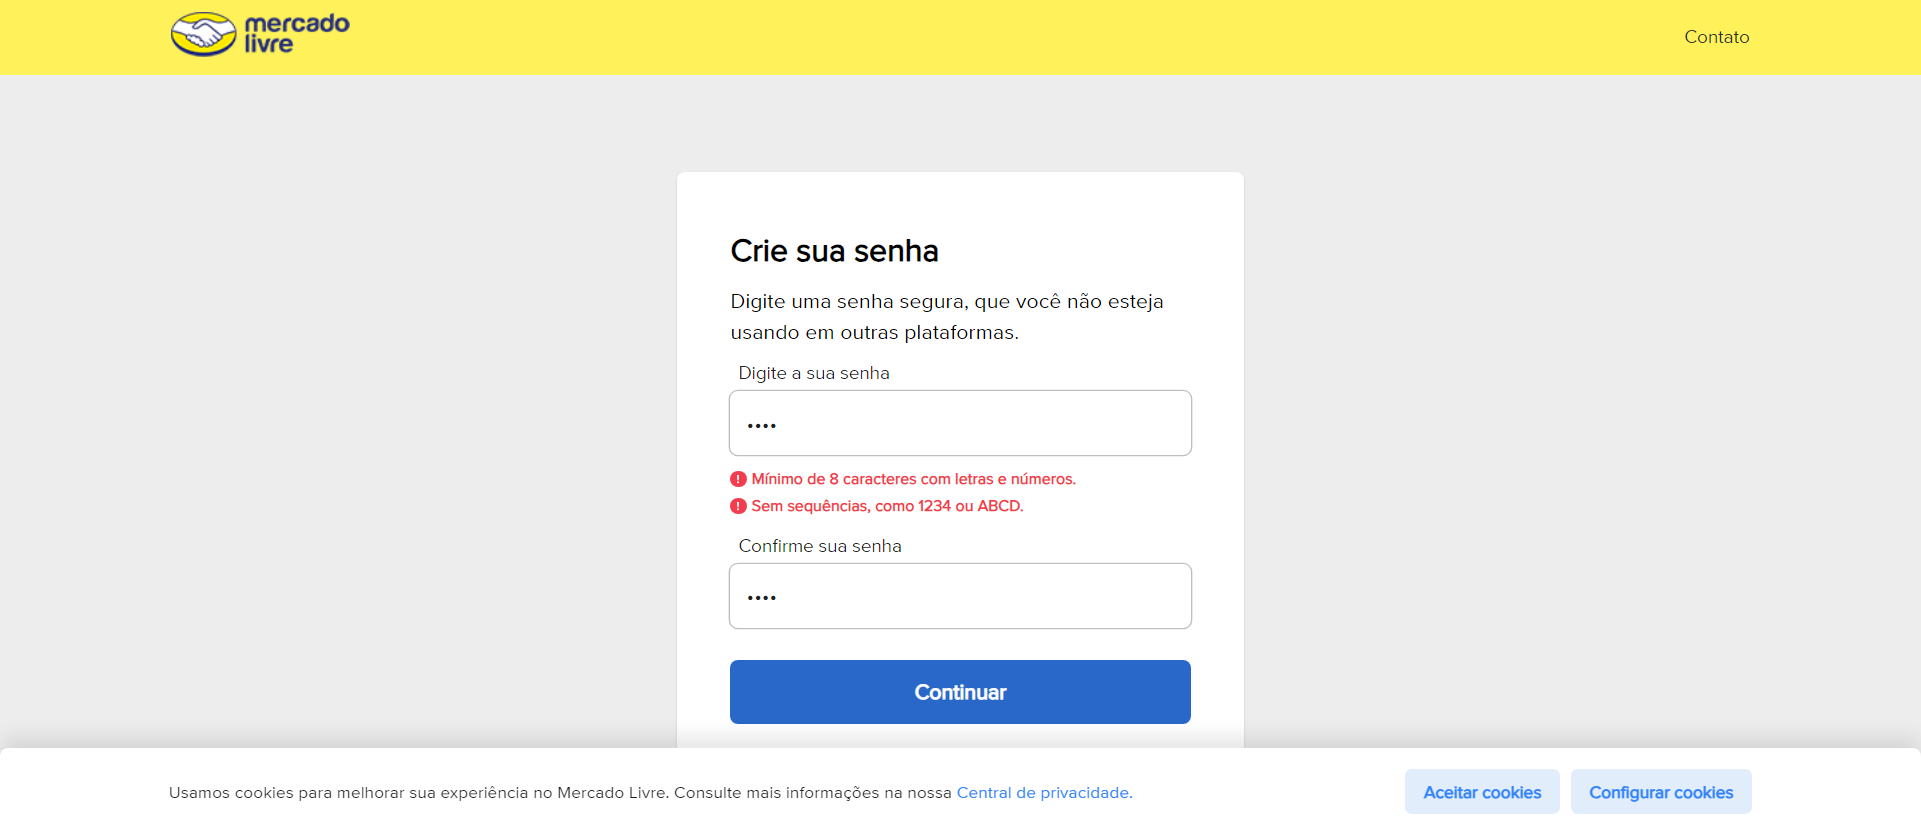 mercado
livre
Contato
Crie sua senha
Digite uma senha segura, que você não esteja
usando em outras plataformas.
Digite a sua senha
••••
Mínimo de 8 caracteres com letras e números.
Sem sequências, como 1234 ou ABCD.
Confirme sua senha
••••
Continuar
Usamos cookies para melhorar sua experiência no Mercado Livre. Consulte mais informações na nossa Central de privacidade.
Aceitar cookies
Configurar cookies